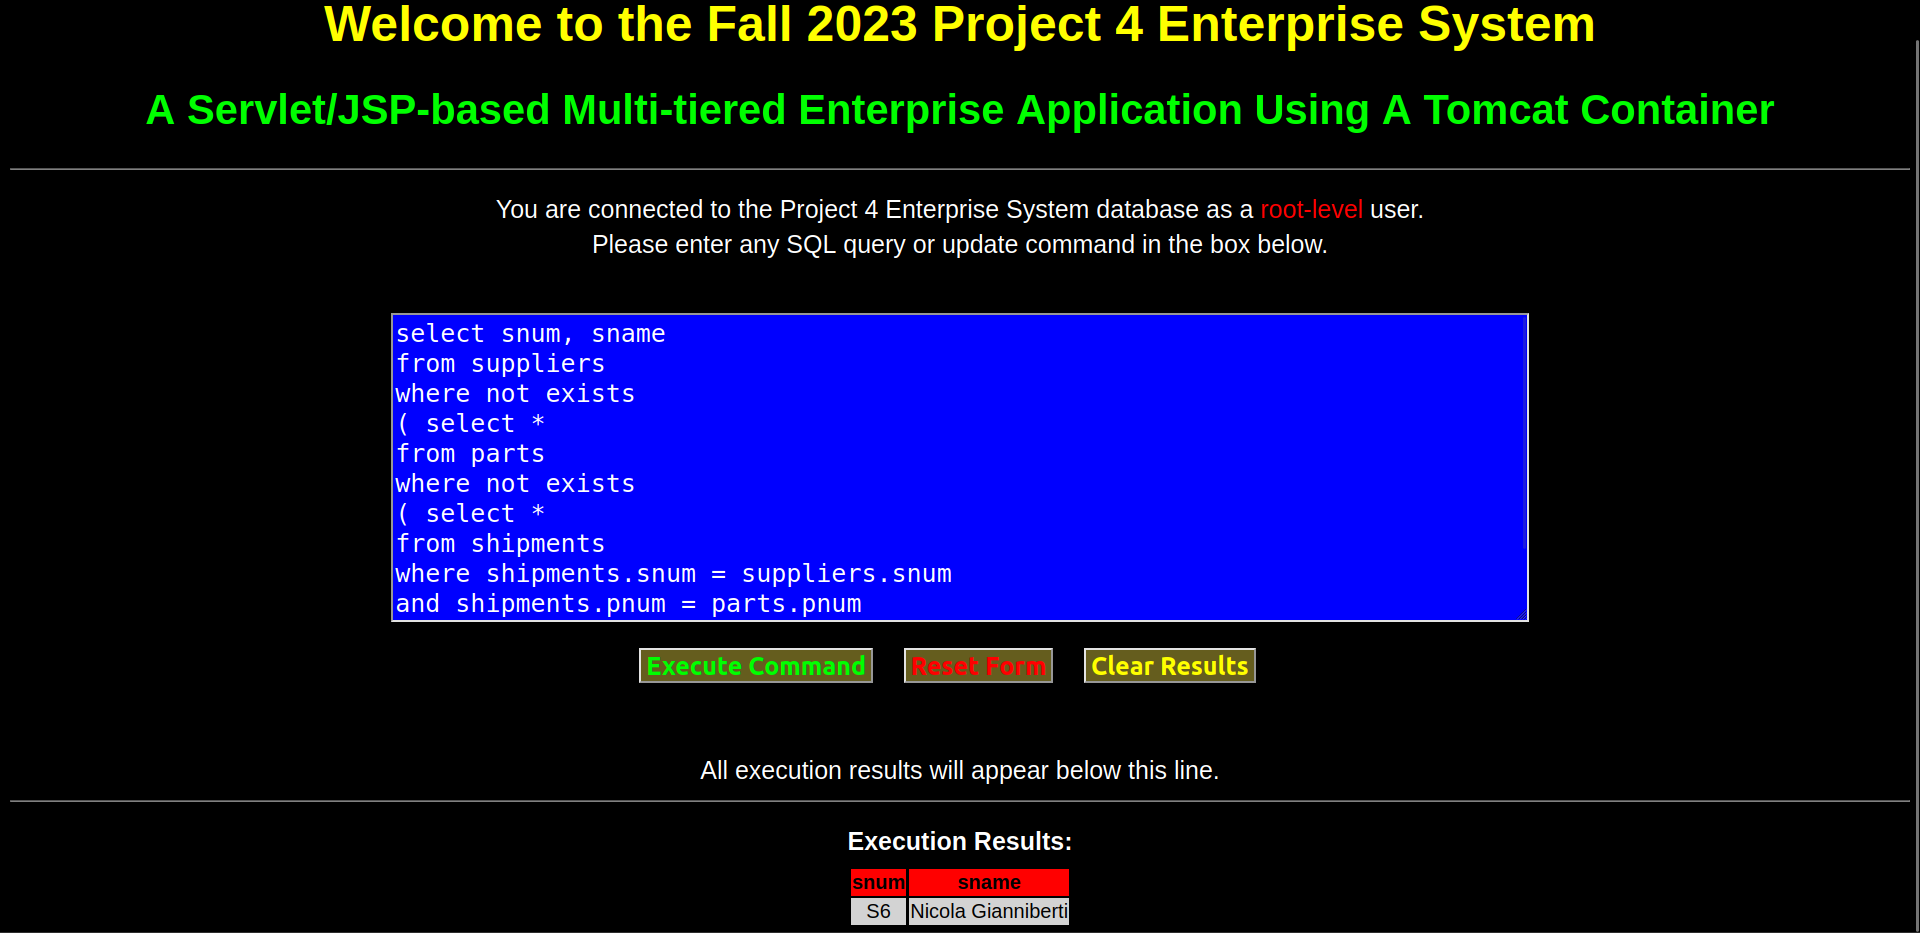 Welcome to the Fall 2023 Project 4 Enterprise System
A Servlet/JSP-based Multi-tiered Enterprise Application Using A Tomcat Container
You are connected to the Project 4 Enterprise System database as a root-level user.
Please enter any SQL query or update command in the box below.
select snum, sname
from suppliers
where not exists
( select *
from parts
where not exists
( select *
from shipments
where shipments.snum = suppliers.snum
and shipments.pnum = parts.pnum
Execute Command Reset Form Clear Results
All execution results will appear below this line.
Execution Results:
snum sname
S6 Nicola Gianniberti